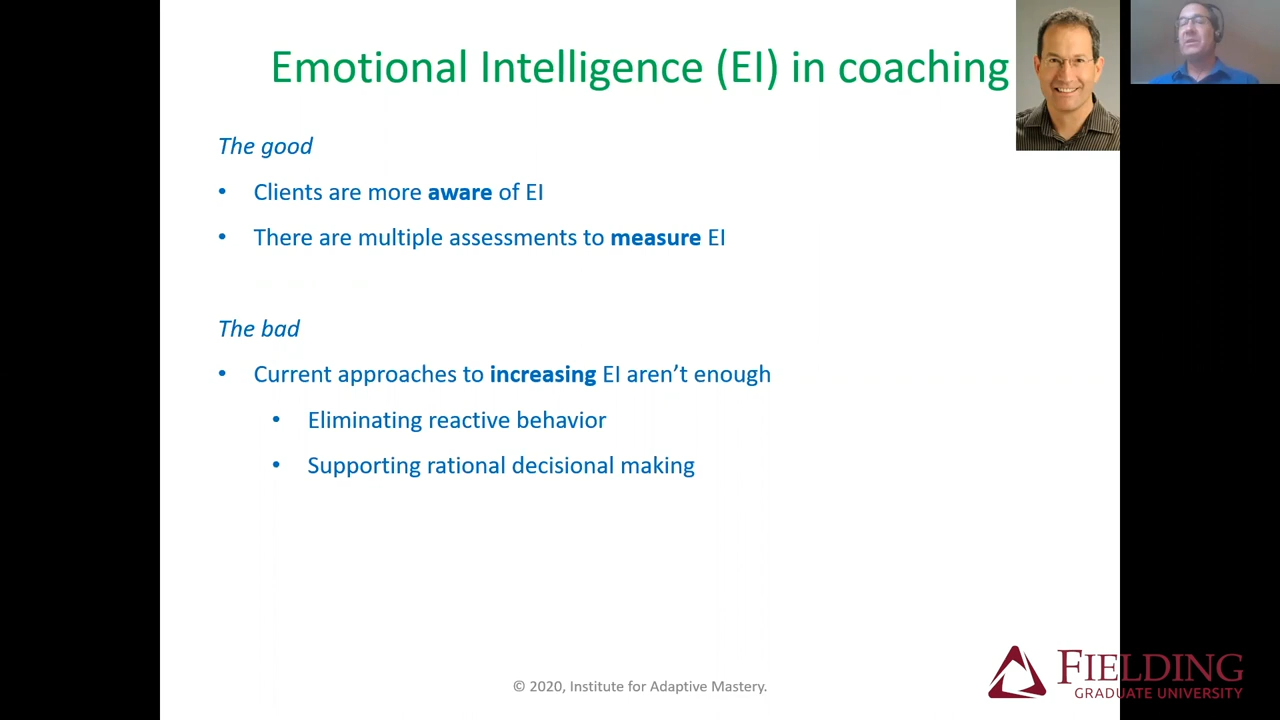 Emotional Intelligence (EI) in coaching
The good
• Clients are more aware of EI
• There are multiple assessments to measure EI
The bad
• Current approaches to increasing EI aren’t enough
• Eliminating reactive behavior
• Supporting rational decisional making
© 2020, Institute for Adaptive Mastery.
FIELDING
GRADUATE UNIVERSITY